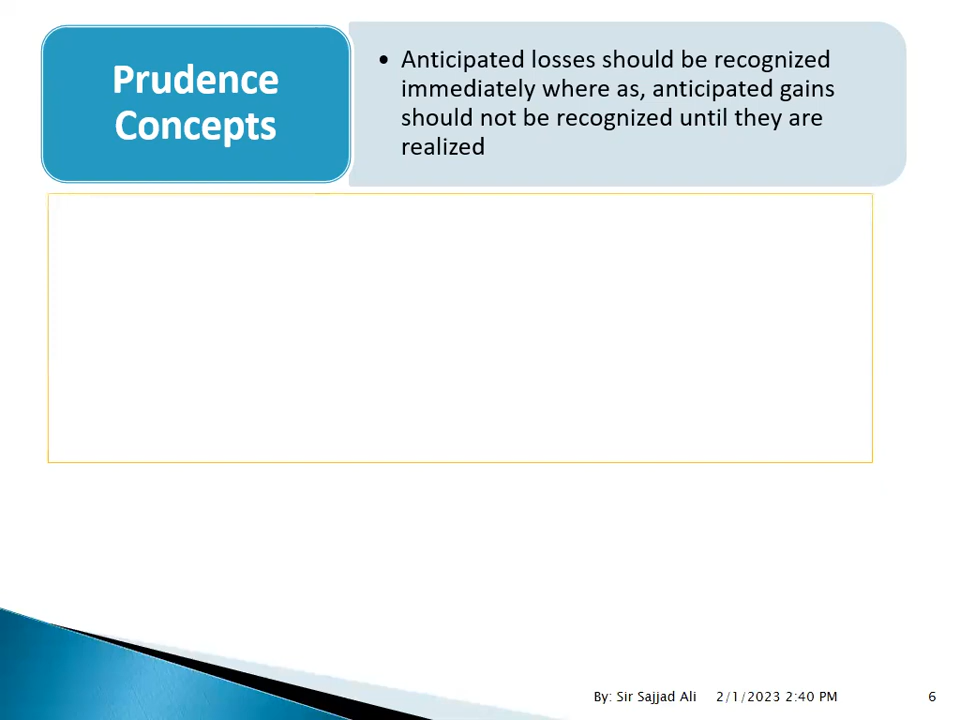 Prudence
Concepts
• Anticipated losses should be recognized
immediately where as, anticipated gains
should not be recognized until they are
realized
By: Sir Sajjad Ali 2/1/2023 2:40 PM 6